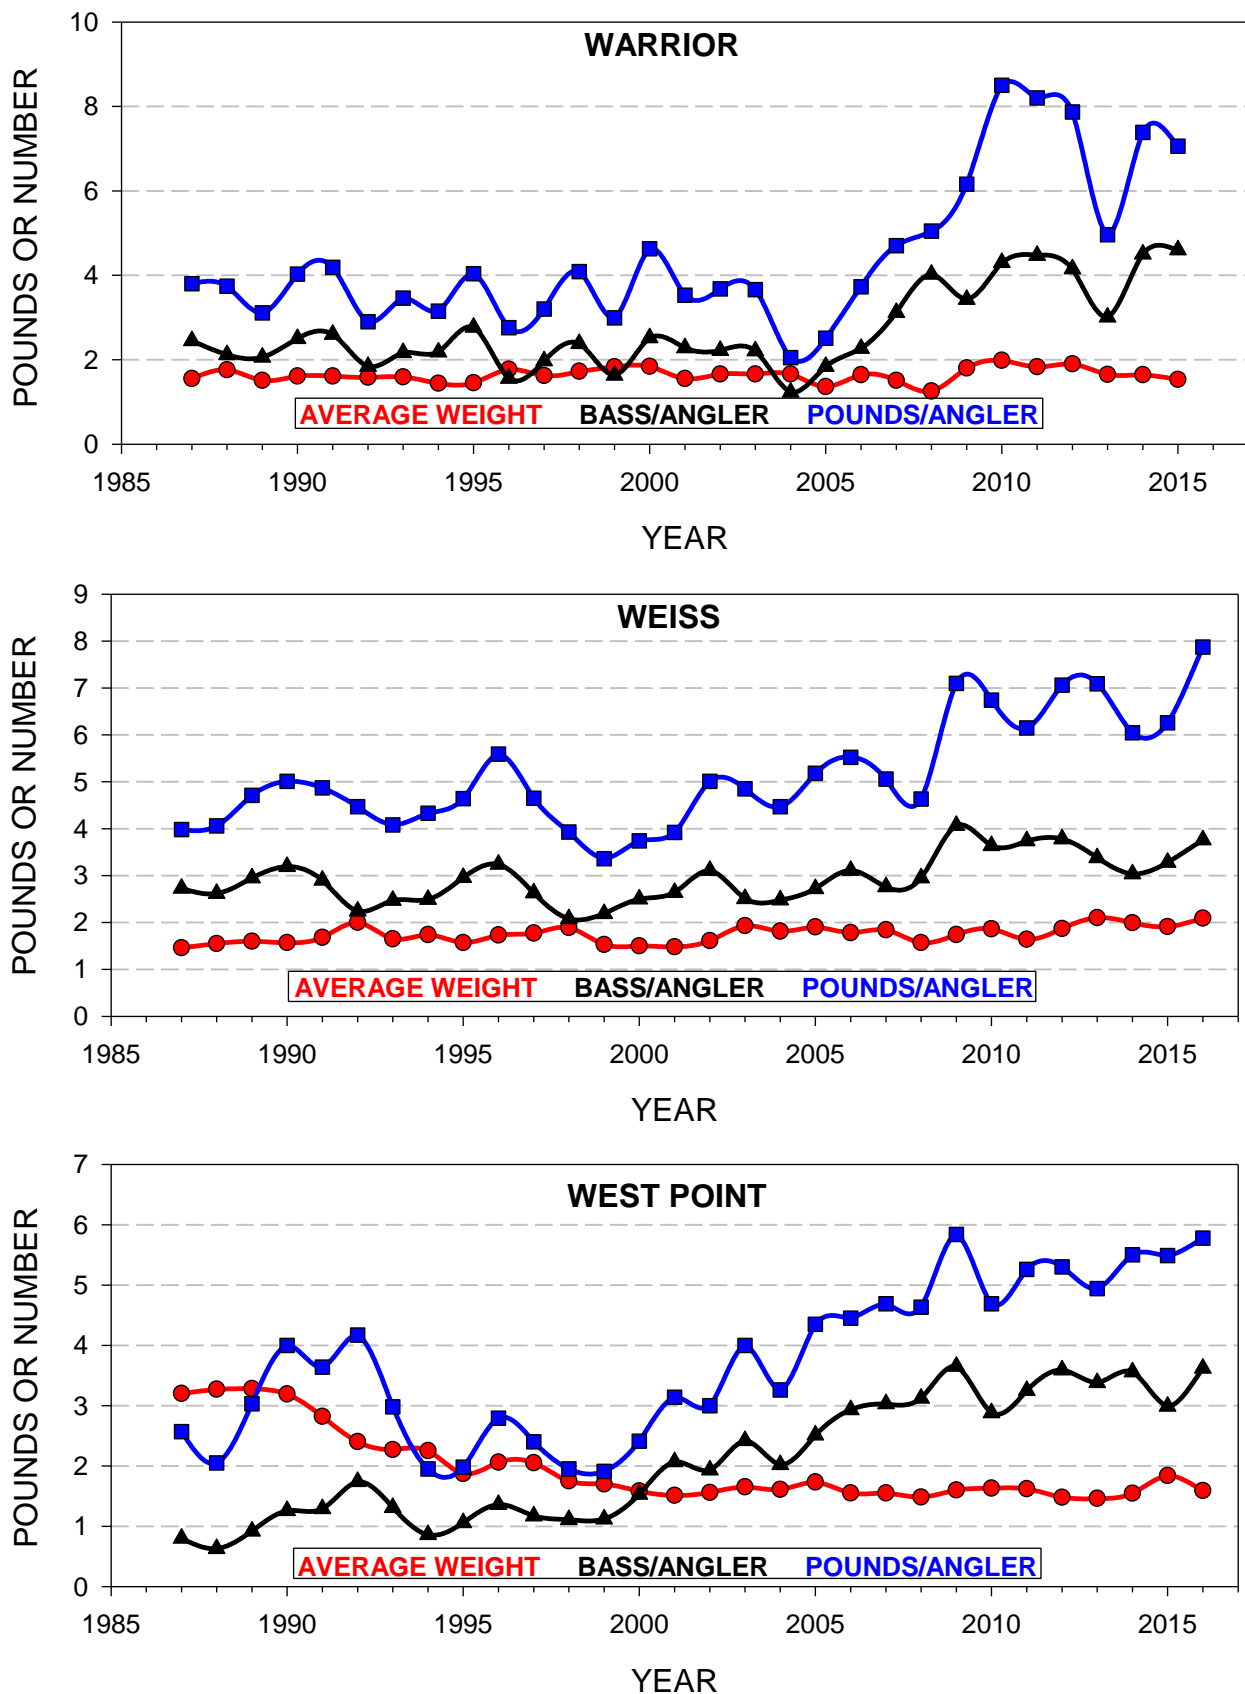 WARRIOR
POUNDS OR NUMBER
10
8
6
4
2
0
AVERAGE WEIGHT BASS/ANGLER POUNDS/ANGLER
1985 1990 1995 2000 2005 2010 2015
YEAR
WEISS
POUNDS OR NUMBER
9
8
7
6
5
4
3
2
1
0
AVERAGE WEIGHT BASS/ANGLER POUNDS/ANGLER
1985 1990 1995 2000 2005 2010 2015
YEAR
WEST POINT
POUNDS OR NUMBER
7
6
5
4
3
2
1
0
AVERAGE WEIGHT BASS/ANGLER POUNDS/ANGLER
1985 1990 1995 2000 2005 2010 2015
YEAR